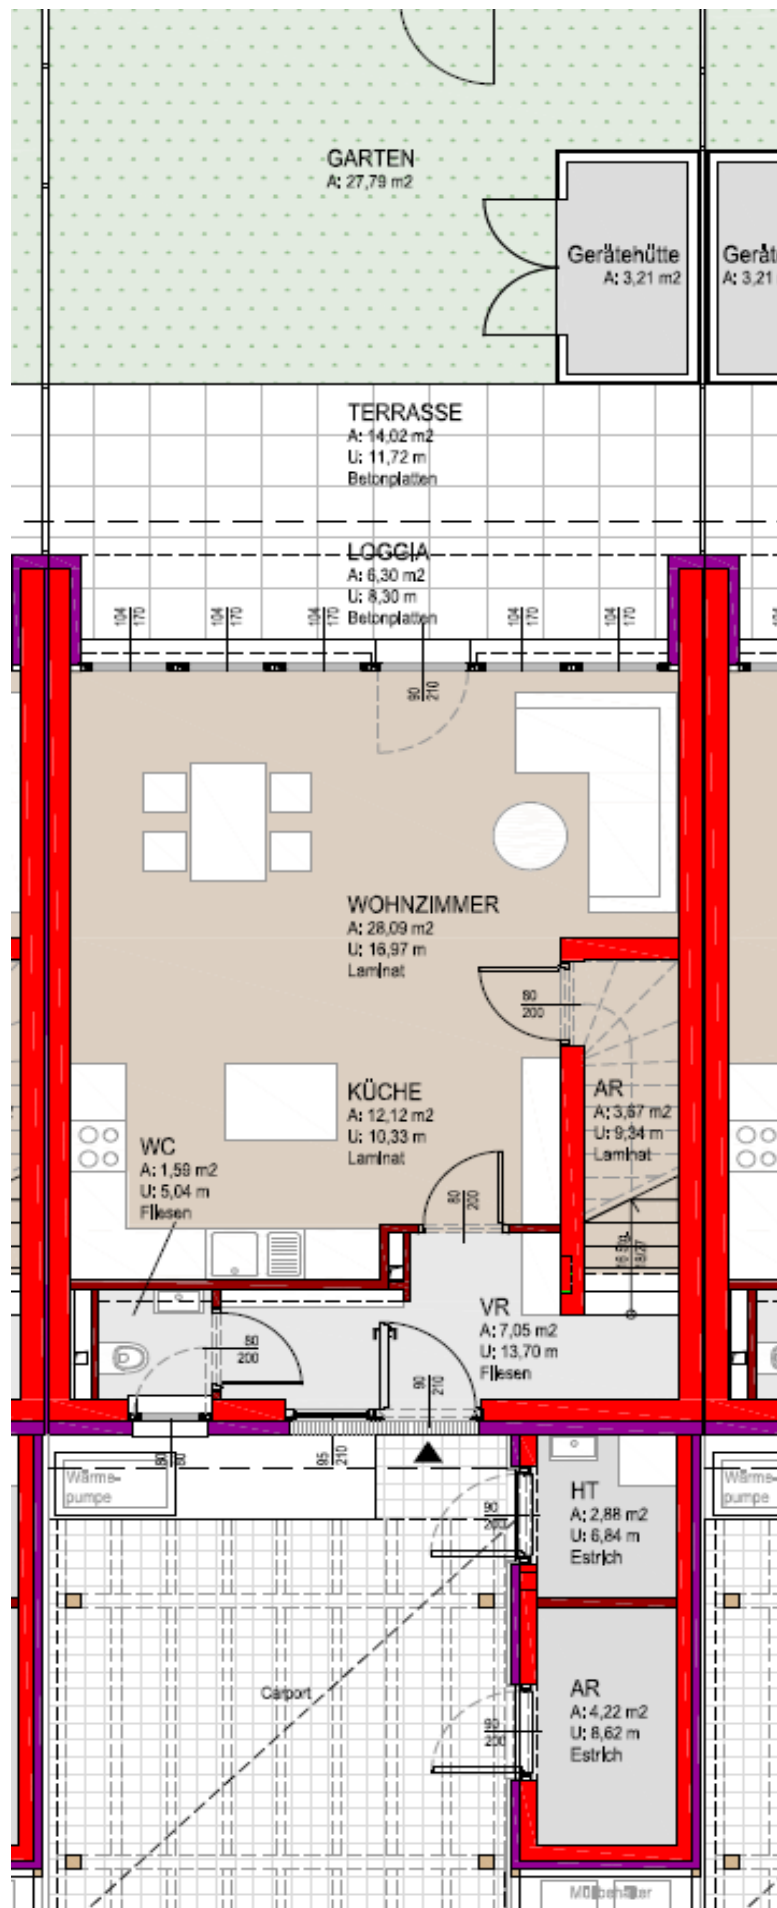 GARTEN
A: 27,79 m2
Gerätehütte
A: 3,21 m2
Gerät
A: 3,21
TERRASSE
A: 14,02 m2
U: 11,72 m
Betonplatten
LOGGIA
A: 6,30 m2
U: 8,30 m
Betonplatten
104
170
104
170
104
170
104
170
104
170
90
210
WOHNZIMMER
A: 28,09 m2
U: 16,97 m
Laminat
80
200
KÜCHE
A: 12,12 m2
U: 10,33 m
Laminat
AR
A: 3,67 m2
U: 9,34 m
Laminat
WC
A: 1,59 m2
U: 5,04 m
Fliesen
80
200
18/27
VR
A: 7,05 m2
U: 13,70 m
Fliesen
80
200
90
210
80
80
95
210
Wärme-
pumpe
Wärme-
pumpe
HT
A: 2,88 m2
U: 6,84 m
Estrich
90
200
Carport
AR
A: 4,22 m2
U: 8,62 m
Estrich
90
200
Müllbehälter